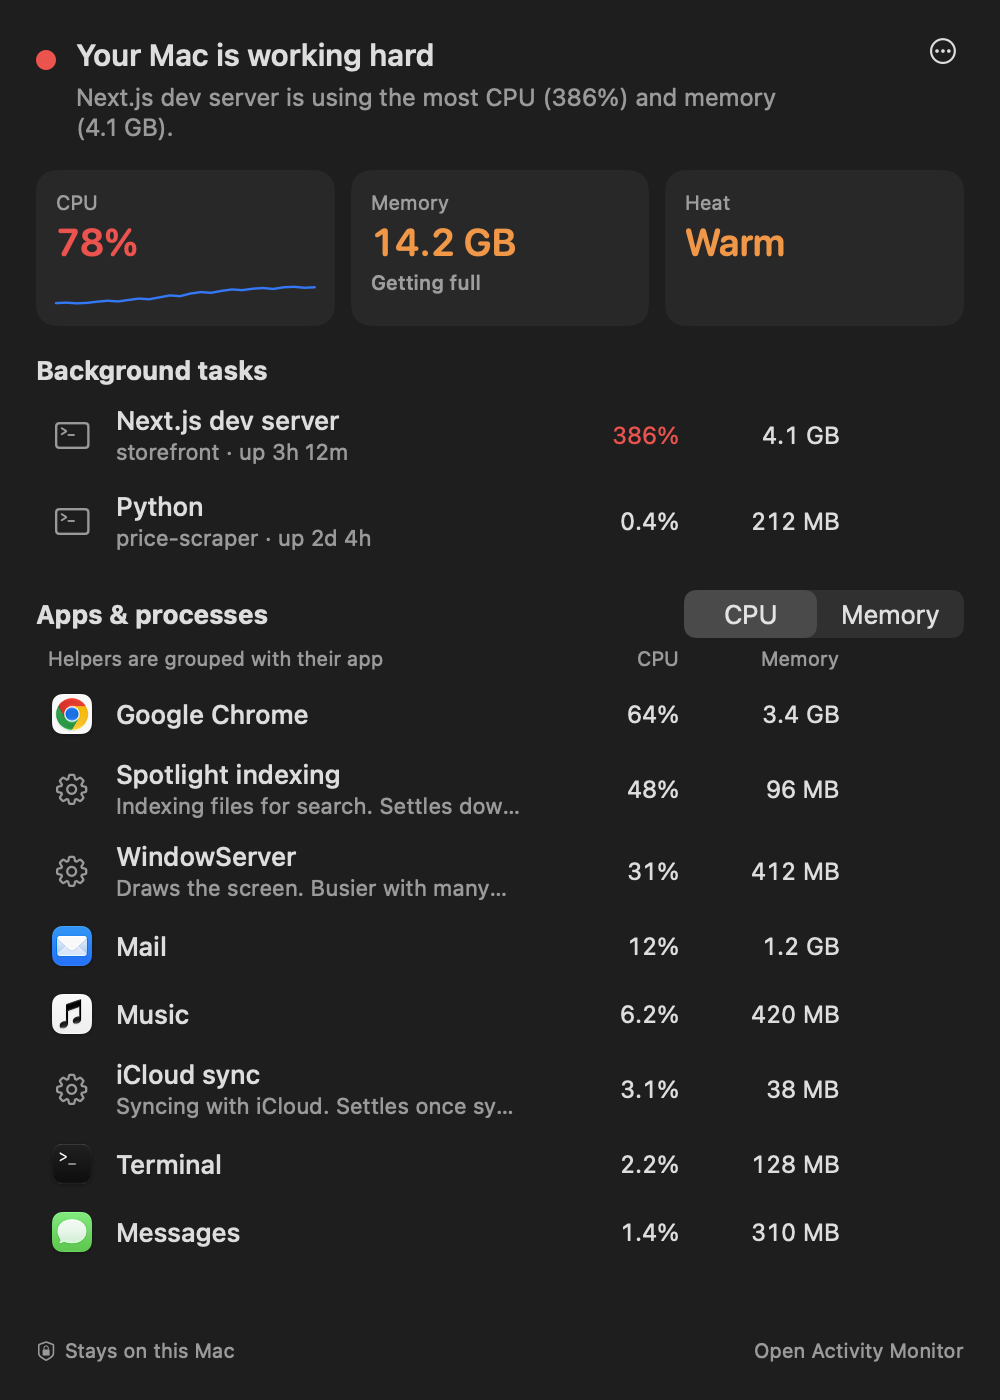 Your Mac is working hard
Next.js dev server is using the most CPU (386%) and memory
(4.1 GB).
CPU
78%
Memory
14.2 GB
Getting full
Heat
Warm
Background tasks
Next.js dev server
storefront · up 3h 12m
386%
4.1 GB
Python
price-scraper · up 2d 4h
0.4%
212 MB
Apps & processes
CPU
Memory
Helpers are grouped with their app
CPU
Memory
Google Chrome
64%
3.4 GB
Spotlight indexing
Indexing files for search. Settles dow...
48%
96 MB
WindowServer
Draws the screen. Busier with many...
31%
412 MB
Mail
12%
1.2 GB
Music
6.2%
420 MB
iCloud sync
Syncing with iCloud. Settles once sy...
3.1%
38 MB
Terminal
2.2%
128 MB
Messages
1.4%
310 MB
Stays on this Mac
Open Activity Monitor